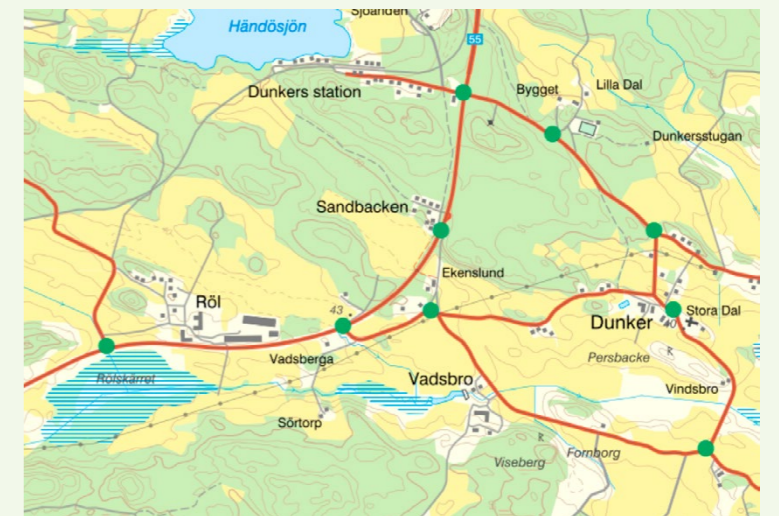 Sjöänden
Händösjön
55
Dunkers station
Bygget
Lilla Dal
Dunkersstugan
Sandbacken
Ekenslund
Röl
43
Dunker
Stora Dal
Vadsberga
Persbacke
Rölskärret
Vadsbro
Vindsbro
Sörtorp
Fornborg
Viseberg